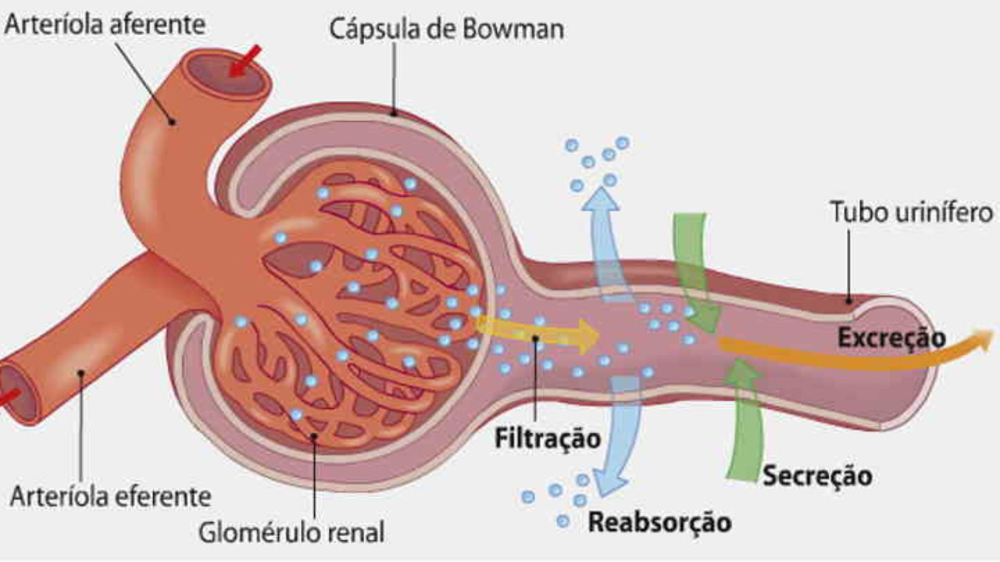 Arteríola aferente
Cápsula de Bowman
Tubo urinífero
Excreção
Filtração
Secreção
Arteríola eferente
Reabsorção
Glomérulo renal